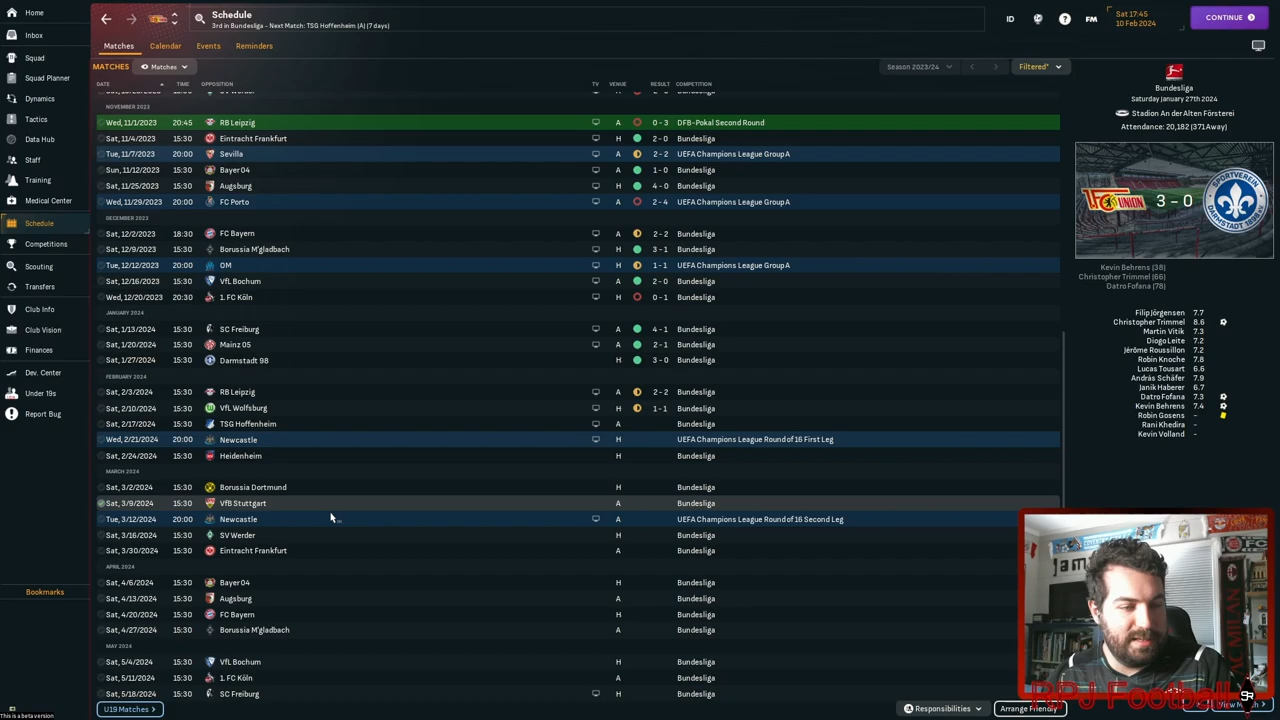 Home
Schedule
3rd in Bundesliga - Next Match: TSG Hoffenheim (A) (7 days)
ID
FM
Sat 17:45
10 Feb 2024
CONTINUE
Inbox
Matches Calendar Events Reminders
Squad
MATCHES Matches Season 2023/24 Filtered*
Squad Planner
DATE TIME OPPOSITION TV VENUE RESULT COMPETITION
Dynamics
Tactics
Data Hub
Staff
Training
Medical Center
Schedule
Competitions
Scouting
Transfers
Club Info
Club Vision
Finances
Dev. Center
Under 19s
Report Bug
Bookmarks
This is a beta version
NOVEMBER 2023
Wed, 11/1/2023 20:45 RB Leipzig A 0 - 3 DFB-Pokal Second Round
Sat, 11/4/2023 15:30 Eintracht Frankfurt H 2 - 0 Bundesliga
Tue, 11/7/2023 20:00 Sevilla A 2 - 2 UEFA Champions League Group A
Sun, 11/12/2023 15:30 Bayer 04 A 1 - 0 Bundesliga
Sat, 11/25/2023 15:30 Augsburg H 4 - 0 Bundesliga
Wed, 11/29/2023 20:00 FC Porto A 2 - 4 UEFA Champions League Group A
DECEMBER 2023
Sat, 12/2/2023 18:30 FC Bayern A 2 - 2 Bundesliga
Sat, 12/9/2023 15:30 Borussia M'gladbach H 3 - 1 Bundesliga
Tue, 12/12/2023 20:00 OM H 1 - 1 UEFA Champions League Group A
Sat, 12/16/2023 15:30 VfL Bochum A 2 - 0 Bundesliga
Wed, 12/20/2023 20:30 1. FC Köln H 0 - 1 Bundesliga
JANUARY 2024
Sat, 1/13/2024 15:30 SC Freiburg A 4 - 1 Bundesliga
Sat, 1/20/2024 15:30 Mainz 05 A 2 - 1 Bundesliga
Sat, 1/27/2024 15:30 Darmstadt 98 H 3 - 0 Bundesliga
FEBRUARY 2024
Sat, 2/3/2024 15:30 RB Leipzig A 2 - 2 Bundesliga
Sat, 2/10/2024 15:30 VfL Wolfsburg H 1 - 1 Bundesliga
Sat, 2/17/2024 15:30 TSG Hoffenheim A Bundesliga
Wed, 2/21/2024 20:00 Newcastle H UEFA Champions League Round of 16 First Leg
Sat, 2/24/2024 15:30 Heidenheim H Bundesliga
MARCH 2024
Sat, 3/2/2024 15:30 Borussia Dortmund H Bundesliga
Sat, 3/9/2024 15:30 VfB Stuttgart A Bundesliga
Tue, 3/12/2024 20:00 Newcastle A UEFA Champions League Round of 16 Second Leg
Sat, 3/16/2024 15:30 SV Werder H Bundesliga
Sat, 3/30/2024 15:30 Eintracht Frankfurt A Bundesliga
APRIL 2024
Sat, 4/6/2024 15:30 Bayer 04 H Bundesliga
Sat, 4/13/2024 15:30 Augsburg A Bundesliga
Sat, 4/20/2024 15:30 FC Bayern H Bundesliga
Sat, 4/27/2024 15:30 Borussia M'gladbach A Bundesliga
MAY 2024
Sat, 5/4/2024 15:30 VfL Bochum H Bundesliga
Sat, 5/11/2024 15:30 1. FC Köln A Bundesliga
Sat, 5/18/2024 15:30 SC Freiburg H Bundesliga
U19 Matches >
Responsibilities
Arrange Friendly
Bundesliga
Saturday January 27th 2024
Stadion An der Alten Försterei
Attendance: 20,182 (371 Away)
UNION
3 - 0
SPORTVEREIN
DARMSTADT 1898
Kevin Behrens (38)
Christopher Trimmel (66)
Datro Fofana (78)
Filip Jörgensen 7.7
Christopher Trimmel 8.6
Martin Vitík 7.3
Diogo Leite 7.2
Jérôme Roussillon 7.2
Robin Knoche 7.8
Lucas Tousart 6.6
András Schäfer 7.9
Janik Haberer 6.7
Datro Fofana 7.3
Kevin Behrens 7.4
Robin Gosens -
Rani Khedira -
Kevin Volland -
AC MILAN
RPJ Football